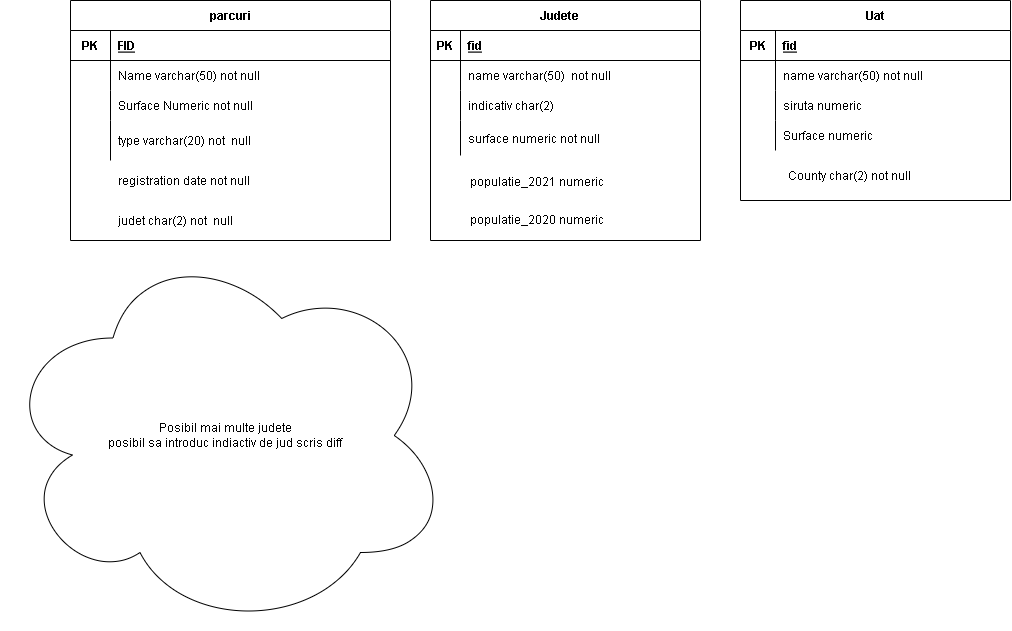 parcuri
PK FID
Name varchar(50) not null
Surface Numeric not null
type varchar(20) not  null
registration date not null
judet char(2) not  null
Judete
PK fid
name varchar(50)  not null
indicativ char(2)
surface numeric not null
populatie_2021 numeric
populatie_2020 numeric
Uat
PK fid
name varchar(50) not null
siruta numeric
Surface numeric
County char(2) not null
Posibil mai multe judete
posibil sa introduc indiactiv de jud scris diff